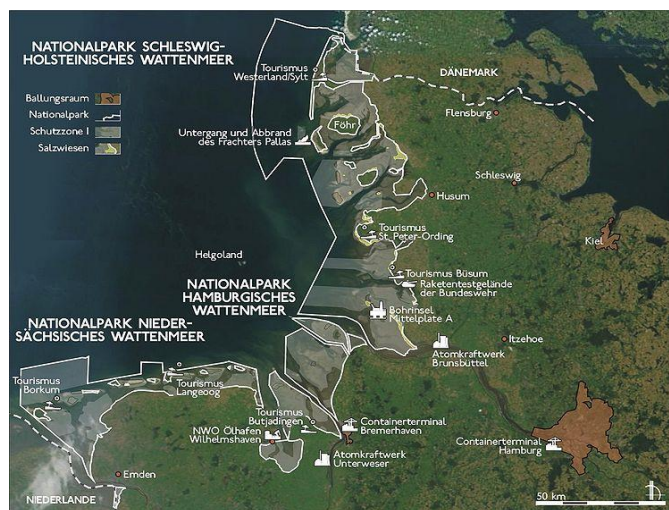 NATIONALPARK SCHLESWIG-
HOLSTEINISCHES WATTENMEER
Ballungsraum
Nationalpark
Schutzzone I
Salzwiesen
Tourismus
Westerland/Sylt
DÄNEMARK
Flensburg
Föhr
Untergang und Abbrand
des Frachters Pallas
Schleswig
Husum
Tourismus
St. Peter-Ording
Kiel
Helgoland
Tourismus Büsum
Raketentestgelände
der Bundeswehr
NATIONALPARK
HAMBURGISCHES
WATTENMEER
Bohrinsel
Mittelplate A
NATIONALPARK NIEDER-
SÄCHSISCHES WATTENMEER
Itzehoe
Atomkraftwerk
Brunsbüttel
Tourismus
Borkum
Tourismus
Langeoog
Tourismus
Butjadingen
Containerterminal
Bremerhaven
NWO Ölhafen
Wilhelmshaven
Containerterminal
Hamburg
Atomkraftwerk
Unterweser
Emden
NIEDERLANDE
50 km